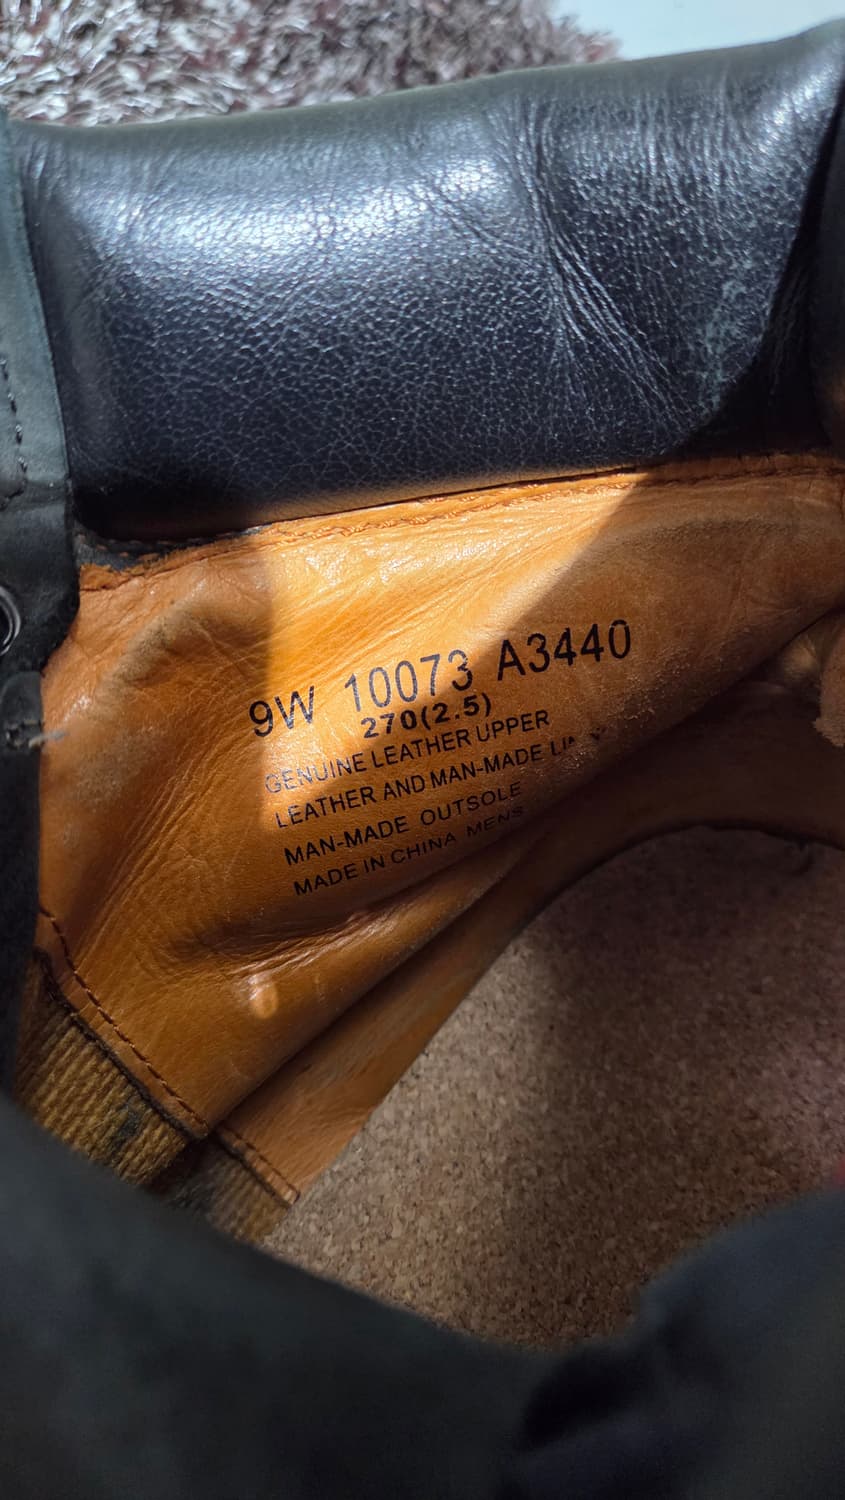 9W 10073 A3440
270(2.5)
GENUINE LEATHER UPPER
LEATHER AND MAN-MADE
MAN-MADE OUTSOLE
MADE IN CHINA MENS